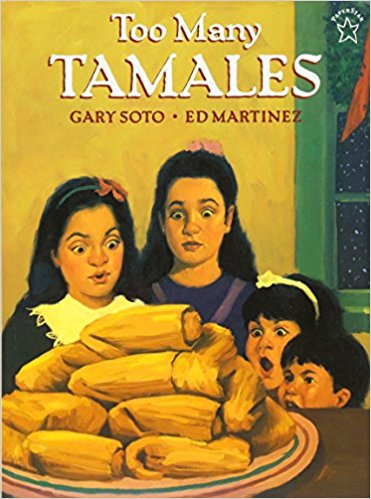 Too Many
TAMALES
GARY SOTO • ED MARTINEZ
PAPERSTAR